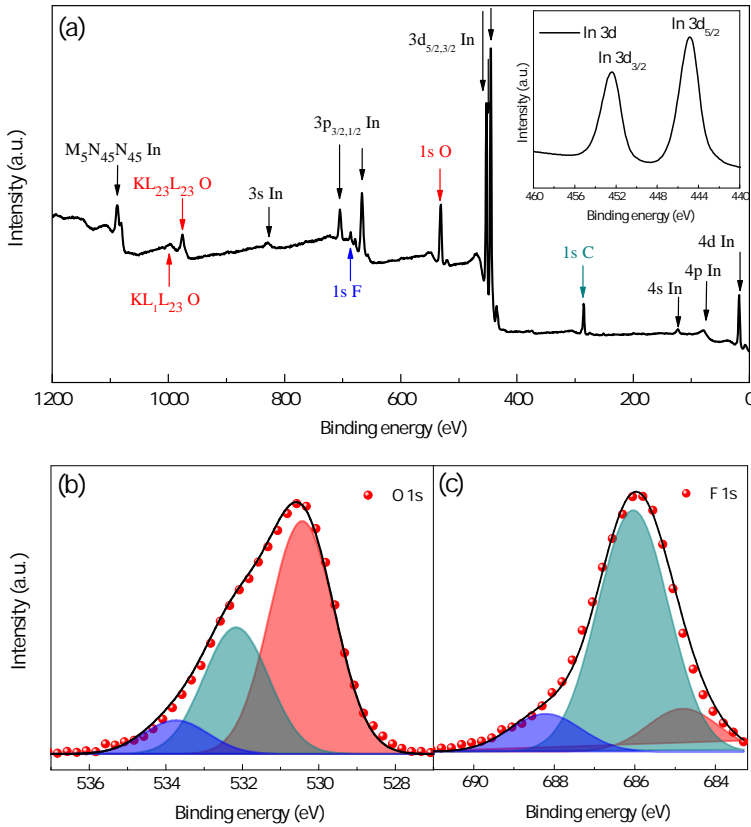 (a)
3d5/2,3/2 In
In 3d
In 3d5/2
In 3d3/2
Intensity (a.u.)
460 456 452 448 444 440
Binding energy (eV)
3p3/2,1/2 In
M5N45N45 In
1s O
KL23L23 O
3s In
4d In
1s C
4p In
4s In
KL1L23 O
1s F
Intensity (a.u.)
1200 1000 800 600 400 200 0
Binding energy (eV)
(b)
O 1s
Intensity (a.u.)
536 534 532 530 528
Binding energy (eV)
(c)
F 1s
690 688 686 684
Binding energy (eV)